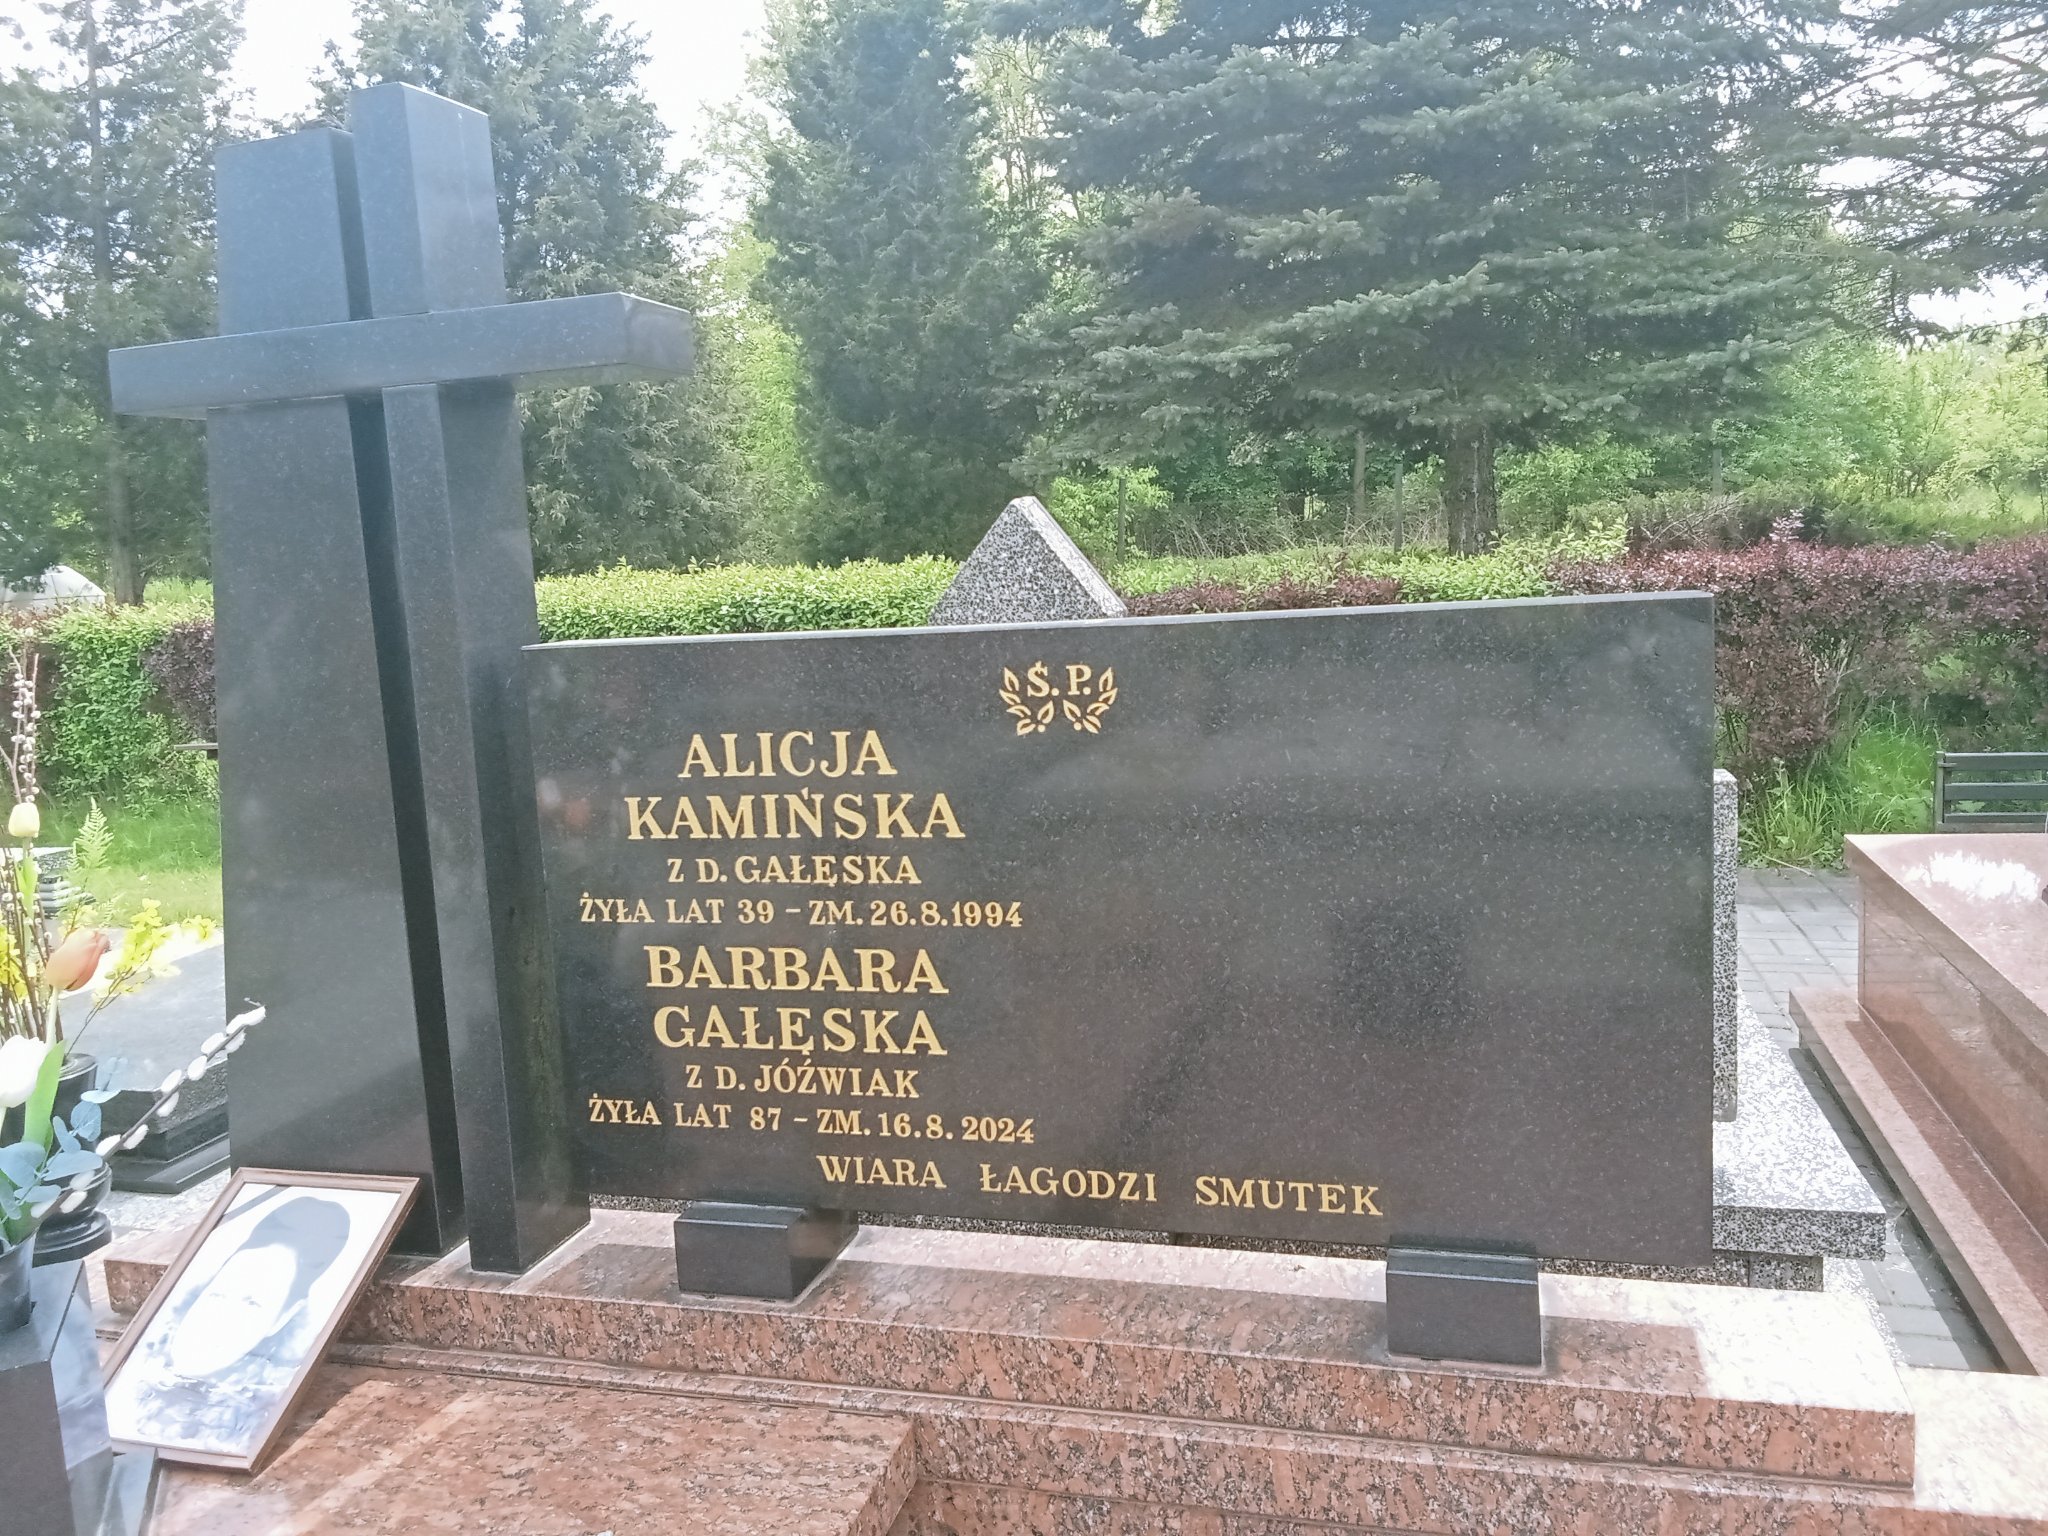 Ś. P.
ALICJA
KAMIŃSKA
Z D. GAŁĘSKA
ŻYŁA LAT 39 - ZM. 26.8.1994
BARBARA
GAŁĘSKA
Z D. JÓŹWIAK
ŻYŁA LAT 87 - ZM. 16.8.2024
WIARA ŁAGODZI SMUTEK